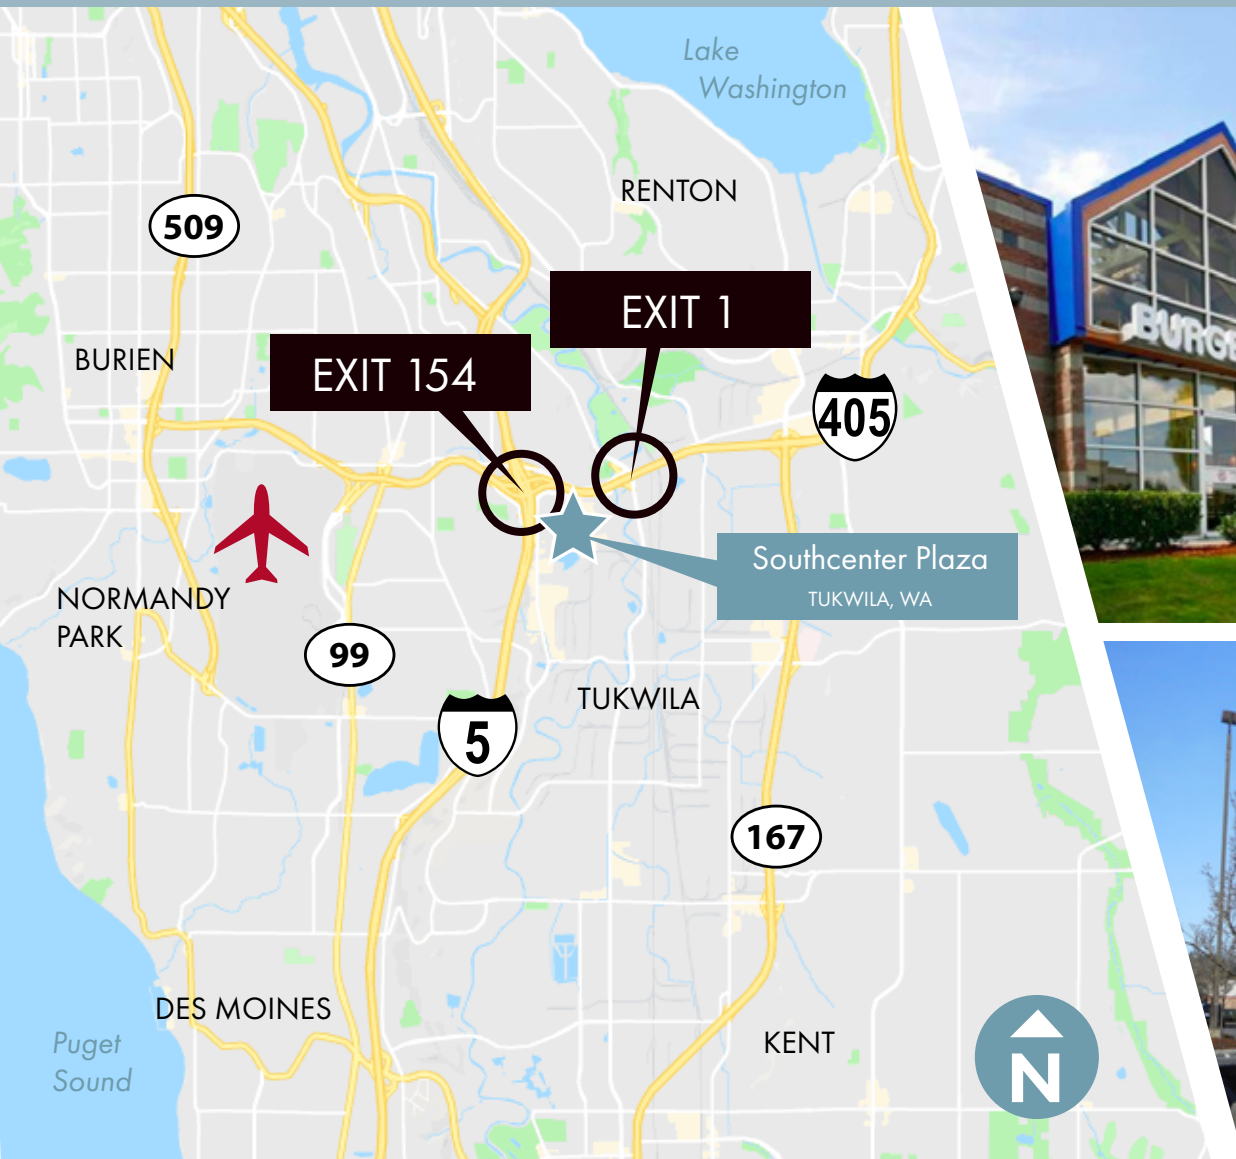 Lake
Washington
RENTON
509
EXIT 1
BURGE
BURIEN
EXIT 154
405
Southcenter Plaza
TUKWILA, WA
NORMANDY
PARK
99
TUKWILA
5
167
DES MOINES
Puget
Sound
KENT
N